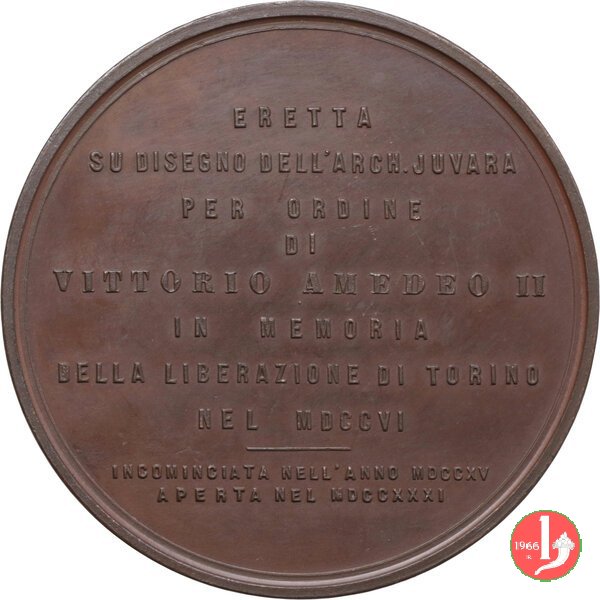 ERETTA
SU DISEGNO DELL'ARCH. JUVARA
PER ORDINE
DI
VITTORIO AMEDEO II
IN MEMORIA
DELLA LIBERAZIONE DI TORINO
NEL MDCCVI
INCOMINCIATA NELL'ANNO MDCCXV
APERTA NEL MDCCXXXI
1966